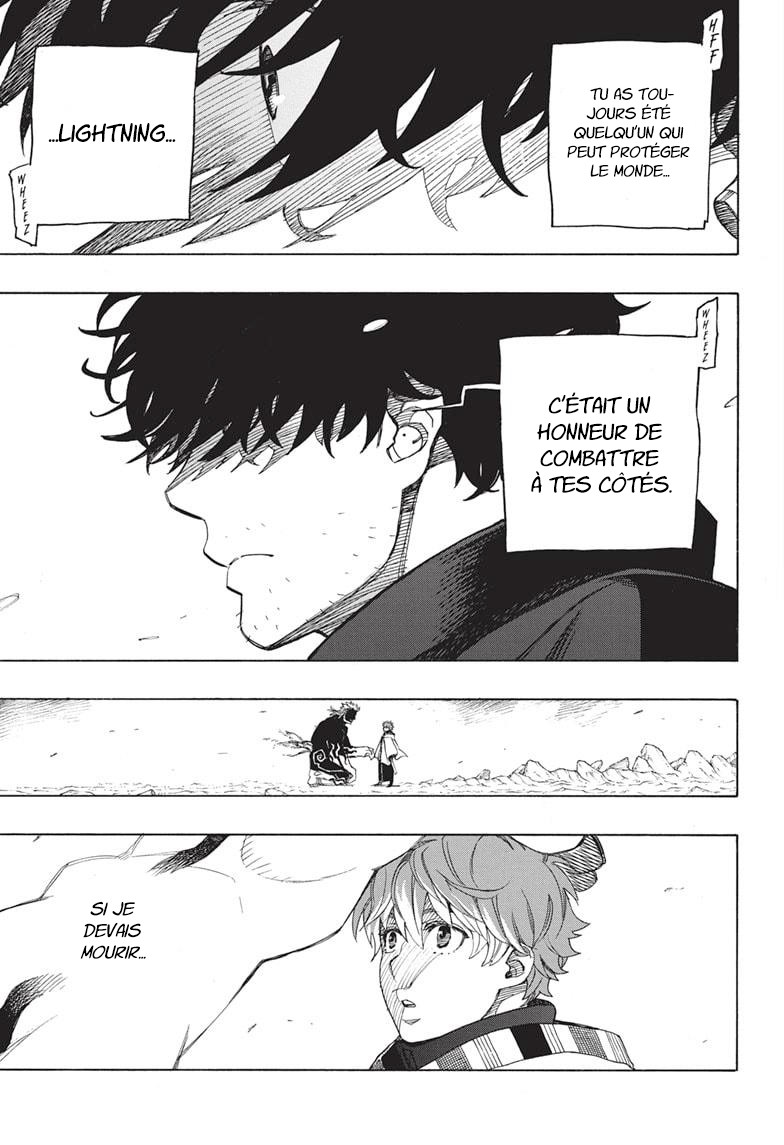 HFF
TU AS TOU-
JOURS ÉTÉ
QUELQU'UN QUI
PEUT PROTÉGER
LE MONDE...
...LIGHTNING...
WHEEZ
WHEEZ
C'ÉTAIT UN
HONNEUR DE
COMBATTRE
À TES CÔTÉS.
SI JE
DEVAIS
MOURIR...